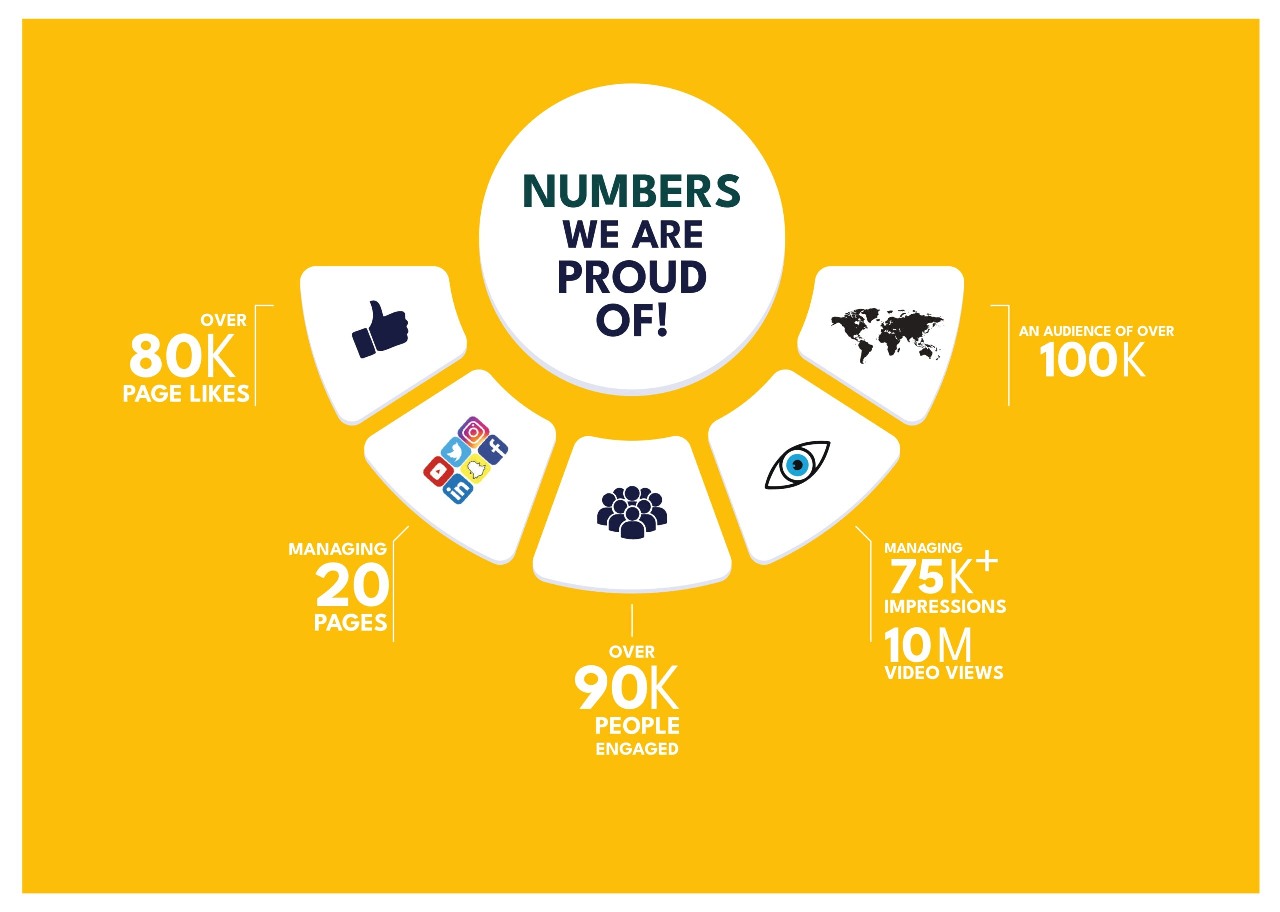 NUMBERS
WE ARE
PROUD
OF!
OVER
80K
PAGE LIKES
MANAGING
20
PAGES
OVER
90K
PEOPLE
ENGAGED
MANAGING
75K+
IMPRESSIONS
10M
VIDEO VIEWS
AN AUDIENCE OF OVER
100K